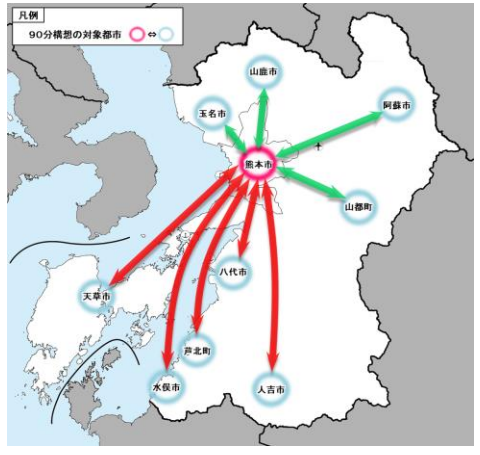 凡例
90分構想の対象都市 ⇔
山鹿市
阿蘇市
玉名市
熊本市
山都町
八代市
天草市
芦北町
水俣市
人吉市